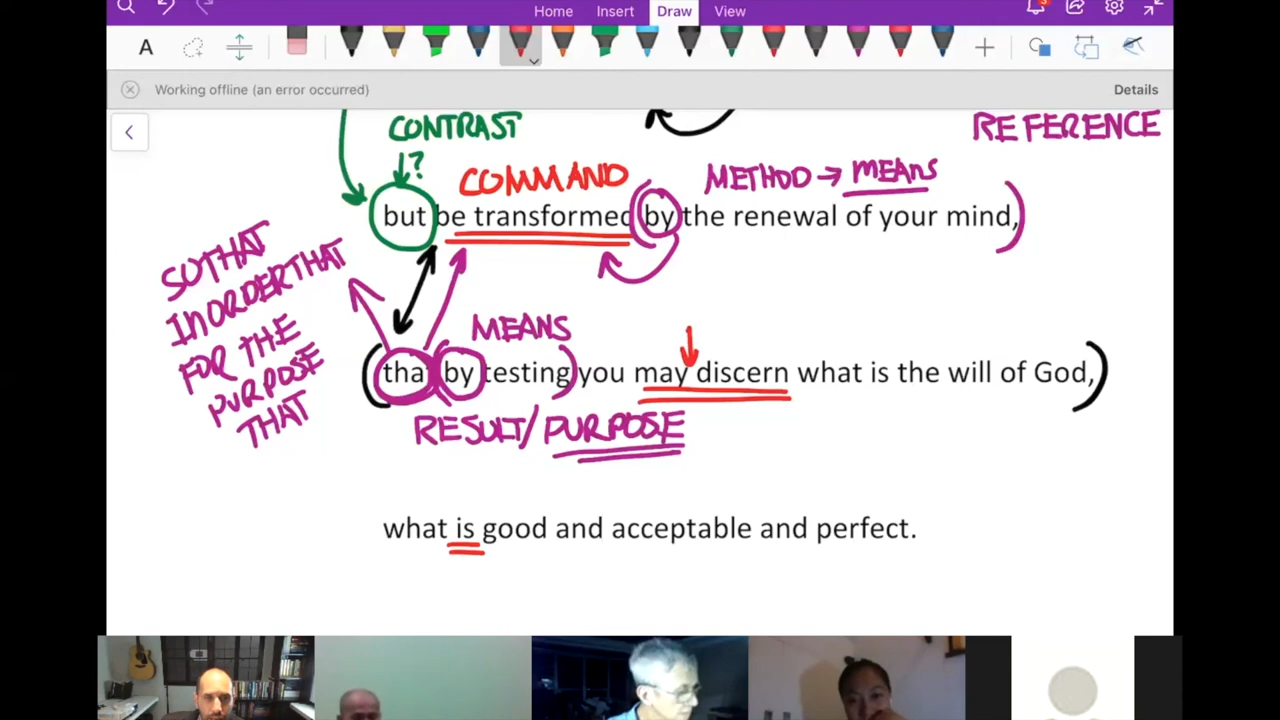 Home Insert Draw View
A
Working offline (an error occurred) Details
CONTRAST
REFERENCE
?
COMMAND
METHOD → MEANS
but be transformed by the renewal of your mind,)
SO THAT
IN ORDER THAT
FOR THE
PURPOSE
THAT
MEANS
(that (by testing) you may discern what is the will of God,)
RESULT/PURPOSE
what is good and acceptable and perfect.